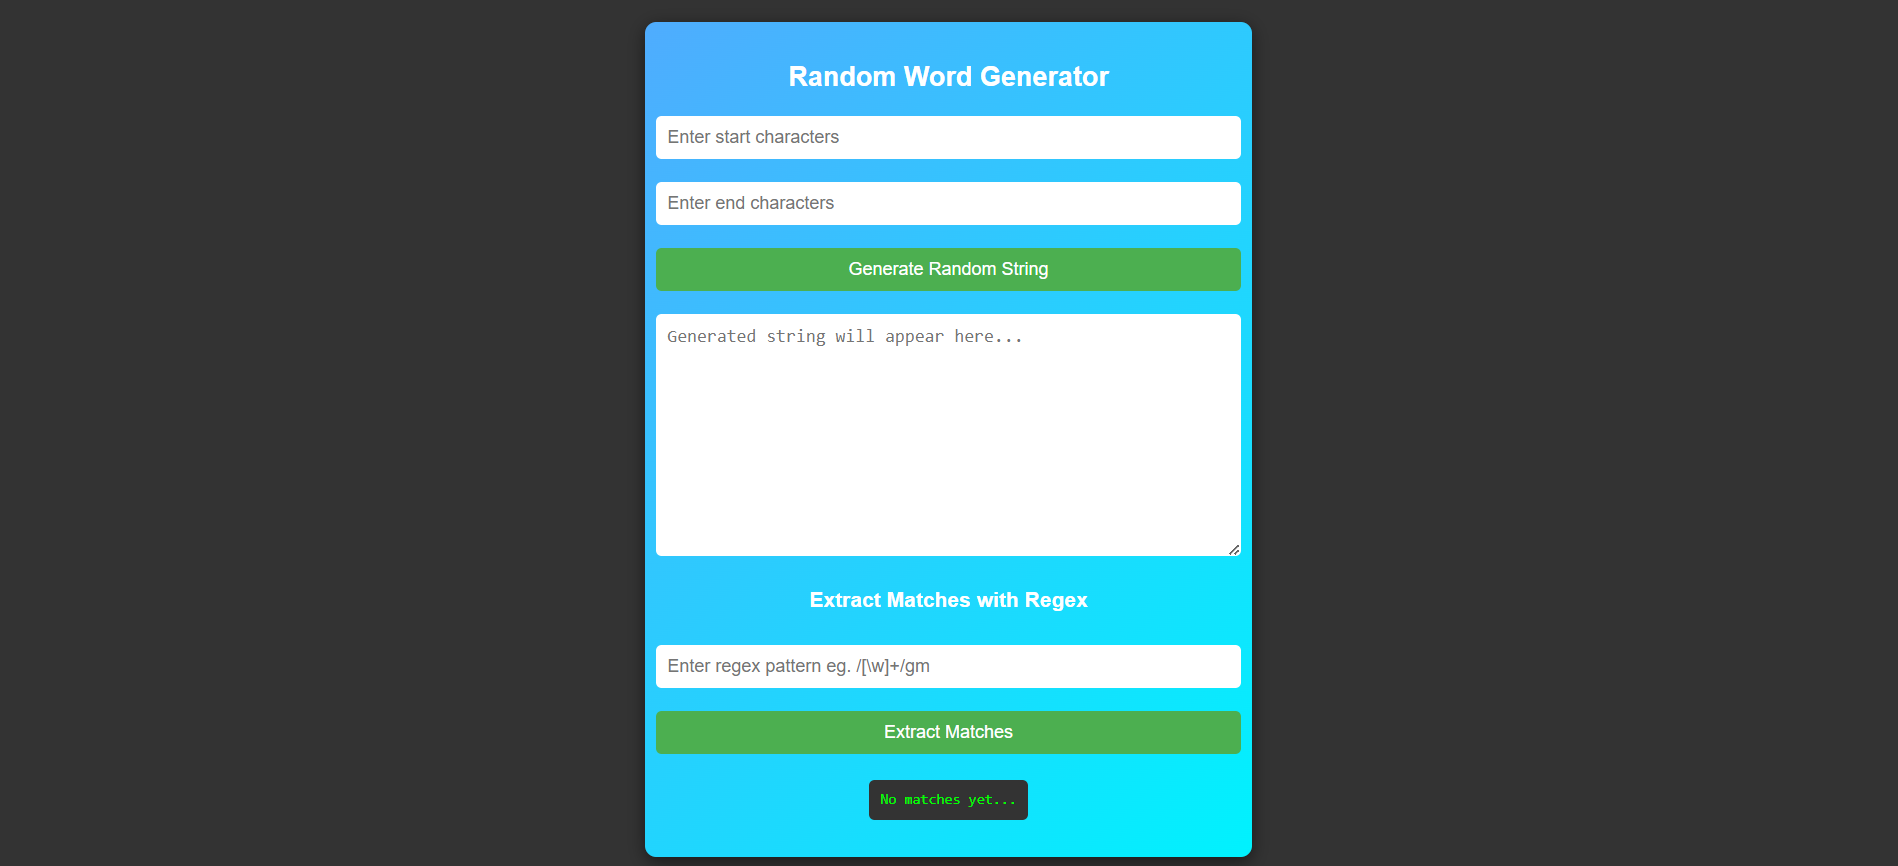 Random Word Generator
Enter start characters
Enter end characters
Generate Random String
Generated string will appear here...
Extract Matches with Regex
Enter regex pattern eg. /[\w]+/gm
Extract Matches
No matches yet...